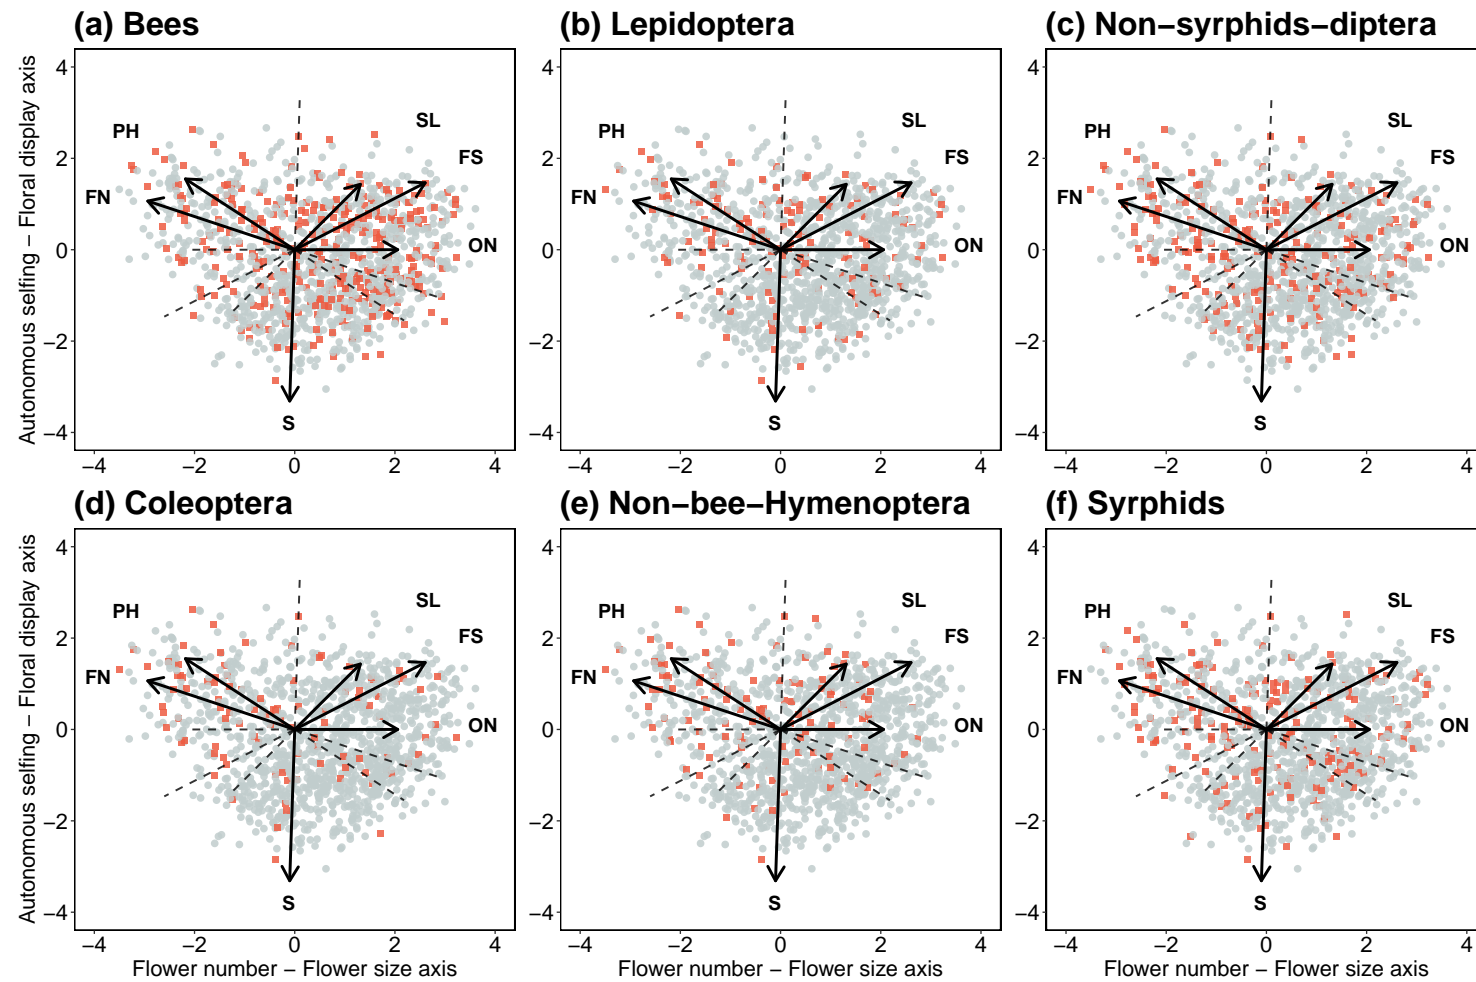 (a) Bees
(b) Lepidoptera
(c) Non−syrphids−diptera
Autonomous selfing − Floral display axis
4
2
0
−2
−4
PH
SL
FS
FN
ON
S
−4 −2 0 2 4
4
2
0
−2
−4
PH
SL
FS
FN
ON
S
−4 −2 0 2 4
4
2
0
−2
−4
PH
SL
FS
FN
ON
S
−4 −2 0 2 4
(d) Coleoptera
(e) Non−bee−Hymenoptera
(f) Syrphids
Autonomous selfing − Floral display axis
4
2
0
−2
−4
PH
SL
FS
FN
ON
S
−4 −2 0 2 4
Flower number − Flower size axis
4
2
0
−2
−4
PH
SL
FS
FN
ON
S
−4 −2 0 2 4
Flower number − Flower size axis
4
2
0
−2
−4
PH
SL
FS
FN
ON
S
−4 −2 0 2 4
Flower number − Flower size axis